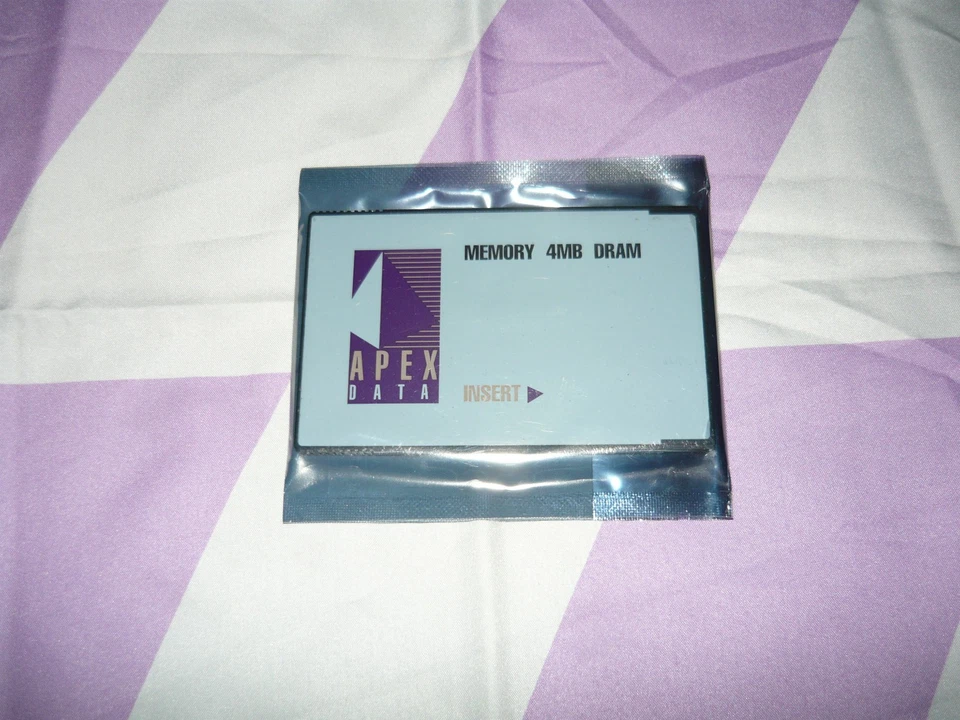 MEMORY 4MB DRAM
APEX
DATA
INSERT